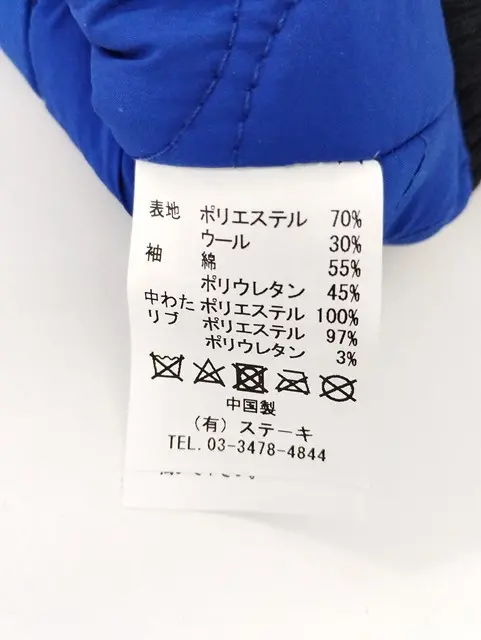 表地 ポリエステル 70%
ウール 30%
袖 綿 55%
ポリウレタン 45%
中わた ポリエステル 100%
リブ ポリエステル 97%
ポリウレタン 3%
中国製
(有) ステーキ
TEL. 03-3478-4844